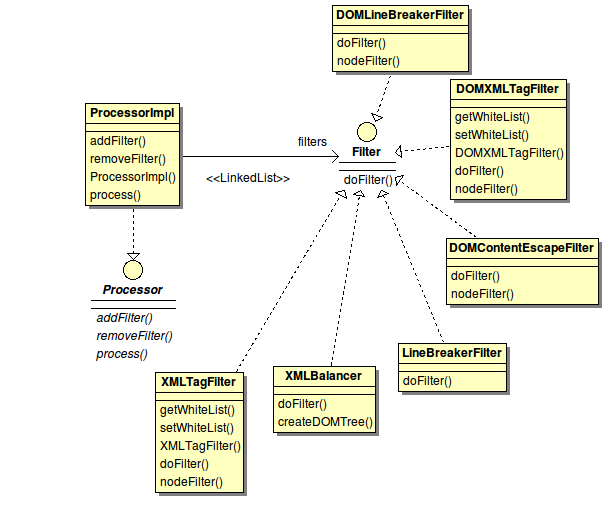 DOMLineBreakerFilter
doFilter()
nodeFilter()
DOMXMLTagFilter
getWhiteList()
setWhiteList()
DOMXMLTagFilter()
doFilter()
nodeFilter()
ProcessorImpl
addFilter()
removeFilter()
ProcessorImpl()
process()
filters
<<LinkedList>>
Filter
doFilter()
DOMContentEscapeFilter
doFilter()
nodeFilter()
Processor
addFilter()
removeFilter()
process()
LineBreakerFilter
doFilter()
XMLBalancer
doFilter()
createDOMTree()
XMLTagFilter
getWhiteList()
setWhiteList()
XMLTagFilter()
doFilter()
nodeFilter()